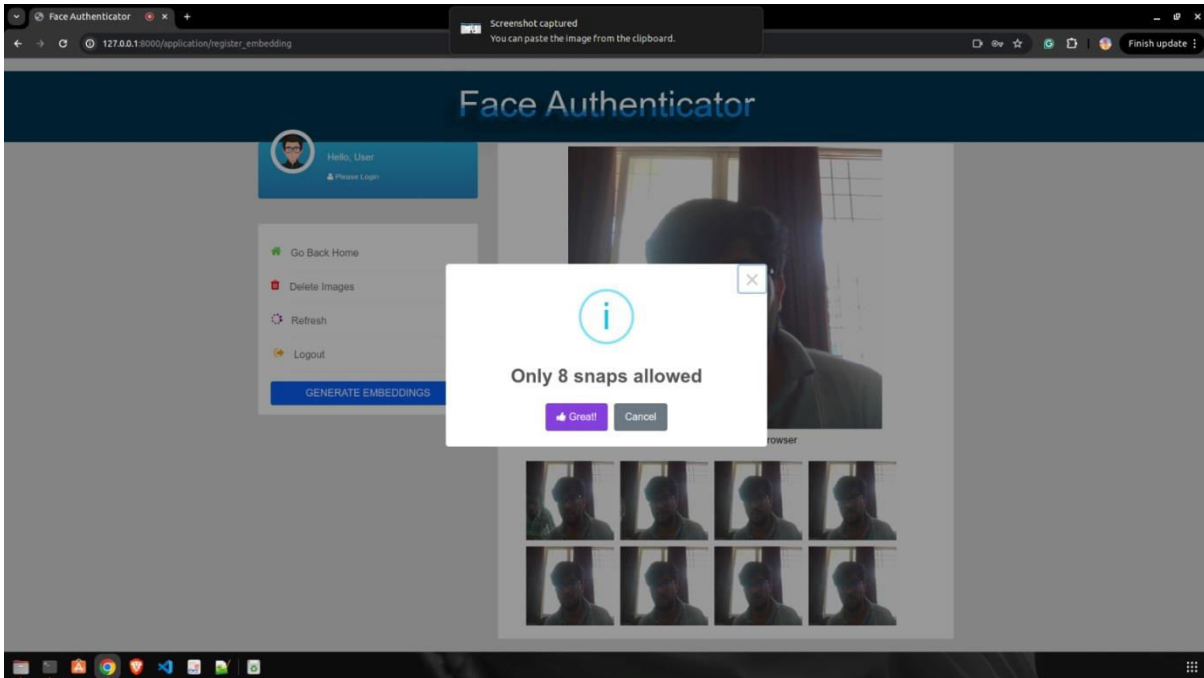 Face Authenticator
Screenshot captured
You can paste the image from the clipboard.
127.0.0.1:8000/application/register_embedding
Finish update
Face Authenticator
Hello, User
Please Login
Go Back Home
Delete Images
Refresh
Logout
GENERATE EMBEDDINGS
i
Only 8 snaps allowed
Great!
Cancel
rowser